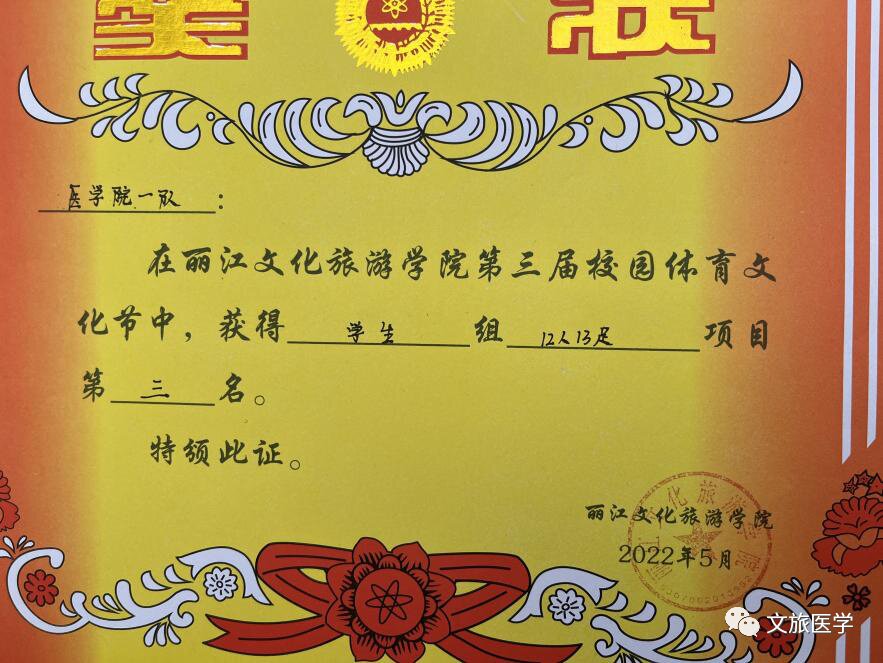 奖状
医学院一队：
在丽江文化旅游学院第三届校园体育文
化节中，获得学生组12人13足项目
第三名。
特颁此证。
丽江文化旅游学院
2022年5月
文旅医学